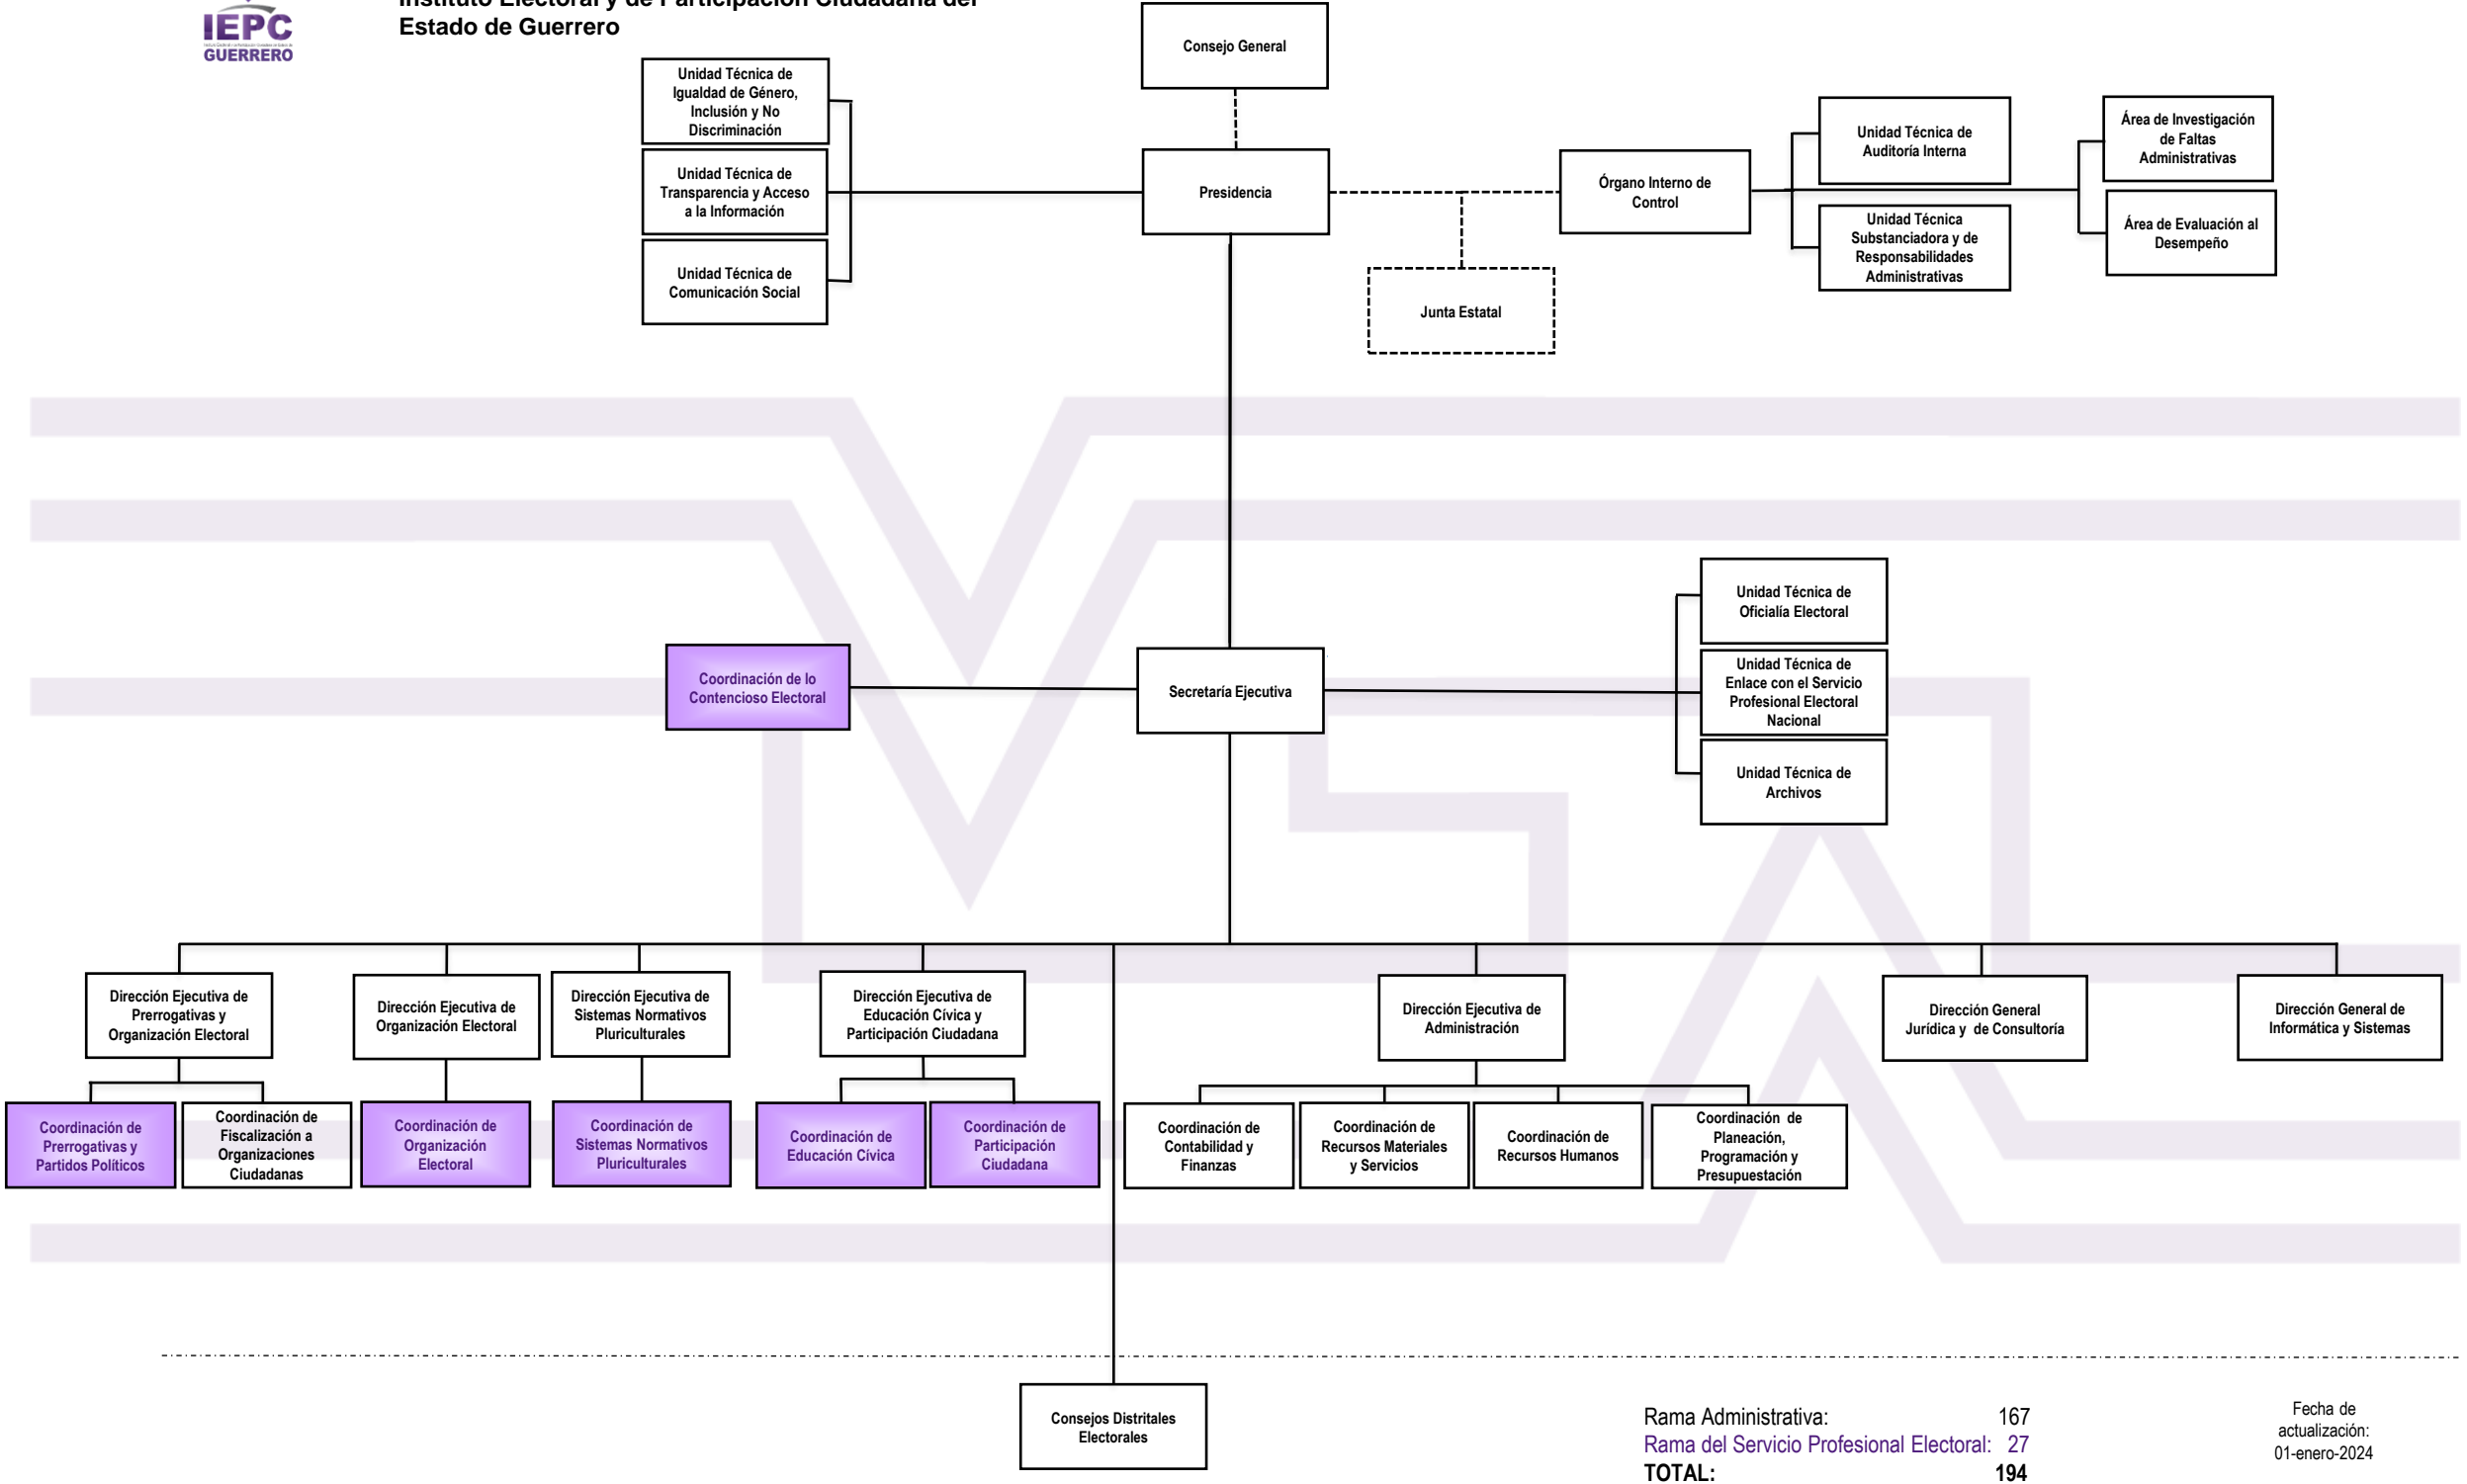 Instituto Electoral y de Participación Ciudadana del
Estado de Guerrero
IEPC
GUERRERO
Consejo General
Unidad Técnica de
Igualdad de Género,
Inclusión y No
Discriminación
Unidad Técnica de
Transparencia y Acceso
a la Información
Unidad Técnica de
Comunicación Social
Presidencia
Órgano Interno de
Control
Unidad Técnica de
Auditoría Interna
Unidad Técnica
Substanciadora y de
Responsabilidades
Administrativas
Área de Investigación
de Faltas
Administrativas
Área de Evaluación al
Desempeño
Junta Estatal
Coordinación de lo
Contencioso Electoral
Secretaría Ejecutiva
Unidad Técnica de
Oficialía Electoral
Unidad Técnica de
Enlace con el Servicio
Profesional Electoral
Nacional
Unidad Técnica de
Archivos
Dirección Ejecutiva de
Prerrogativas y
Organización Electoral
Dirección Ejecutiva de
Organización Electoral
Dirección Ejecutiva de
Sistemas Normativos
Pluriculturales
Dirección Ejecutiva de
Educación Cívica y
Participación Ciudadana
Dirección Ejecutiva de
Administración
Dirección General
Jurídica y  de Consultoría
Dirección General de
Informática y Sistemas
Coordinación de
Prerrogativas y
Partidos Políticos
Coordinación de
Fiscalización a
Organizaciones
Ciudadanas
Coordinación de
Organización
Electoral
Coordinación de
Sistemas Normativos
Pluriculturales
Coordinación de
Educación Cívica
Coordinación de
Participación
Ciudadana
Coordinación de
Contabilidad y
Finanzas
Coordinación de
Recursos Materiales
y Servicios
Coordinación de
Recursos Humanos
Coordinación  de
Planeación,
Programación y
Presupuestación
Consejos Distritales
Electorales
Rama Administrativa: 167
Rama del Servicio Profesional Electoral: 27
TOTAL: 194
Fecha de
actualización:
01-enero-2024